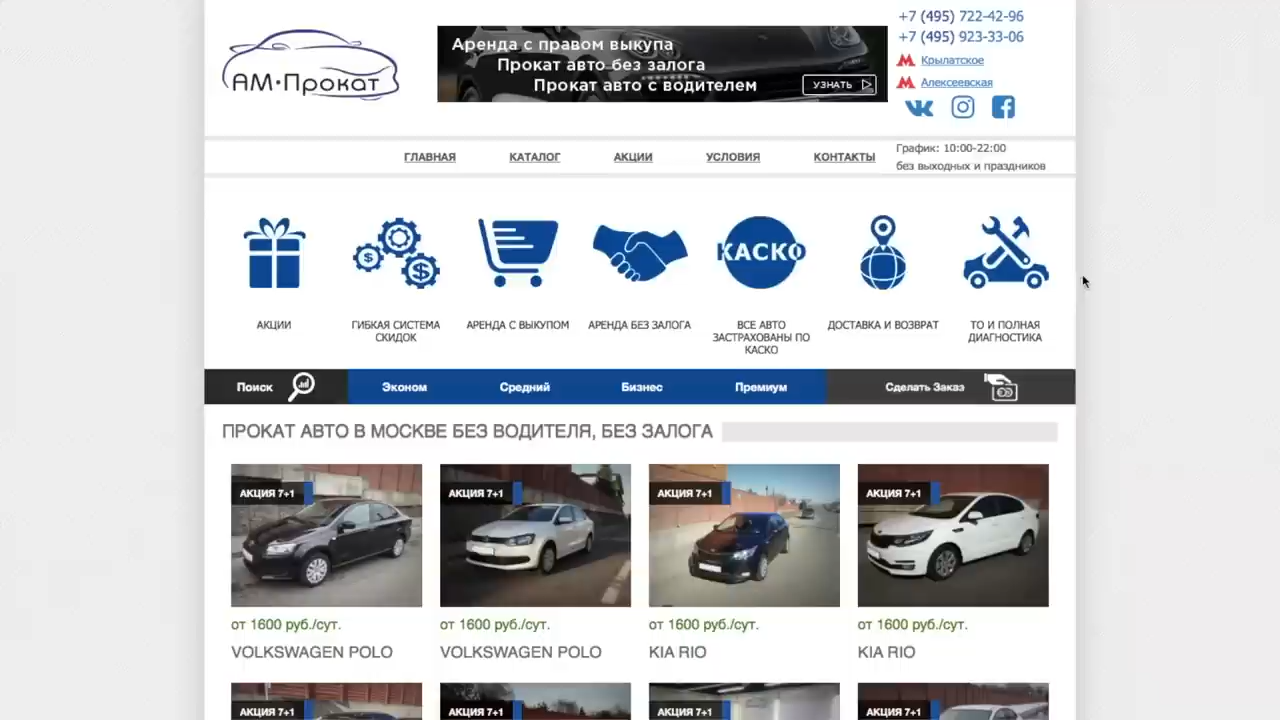 АМ·Прокат
Аренда с правом выкупа
Прокат авто без залога
Прокат авто с водителем
УЗНАТЬ
+7 (495) 722-42-96
+7 (495) 923-33-06
Крылатское
Алексеевская
ГЛАВНАЯ КАТАЛОГ АКЦИИ УСЛОВИЯ КОНТАКТЫ
График: 10:00-22:00
без выходных и праздников
КАСКО
АКЦИИ
ГИБКАЯ СИСТЕМА
СКИДОК
АРЕНДА С ВЫКУПОМ
АРЕНДА БЕЗ ЗАЛОГА
ВСЕ АВТО
ЗАСТРАХОВАНЫ ПО
КАСКО
ДОСТАВКА И ВОЗВРАТ
ТО И ПОЛНАЯ
ДИАГНОСТИКА
Поиск Эконом Средний Бизнес Премиум Сделать Заказ
ПРОКАТ АВТО В МОСКВЕ БЕЗ ВОДИТЕЛЯ, БЕЗ ЗАЛОГА
АКЦИЯ 7+1 АКЦИЯ 7+1 АКЦИЯ 7+1 АКЦИЯ 7+1
от 1600 руб./сут. от 1600 руб./сут. от 1600 руб./сут. от 1600 руб./сут.
VOLKSWAGEN POLO VOLKSWAGEN POLO KIA RIO KIA RIO
АКЦИЯ 7+1 АКЦИЯ 7+1 АКЦИЯ 7+1 АКЦИЯ 7+1